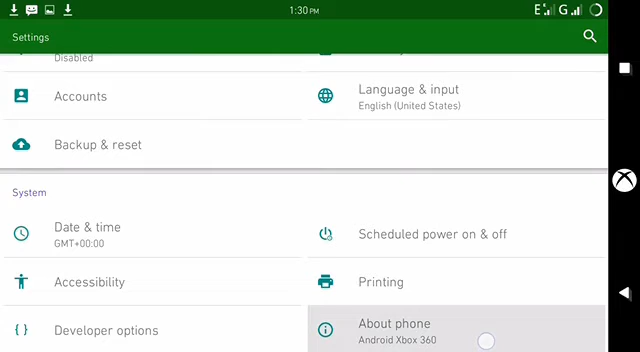 1:30 PM
E G
Settings
Disabled
Accounts
Language & input
English (United States)
Backup & reset
System
Date & time
GMT+00:00
Scheduled power on & off
Accessibility
Printing
Developer options
About phone
Android Xbox 360